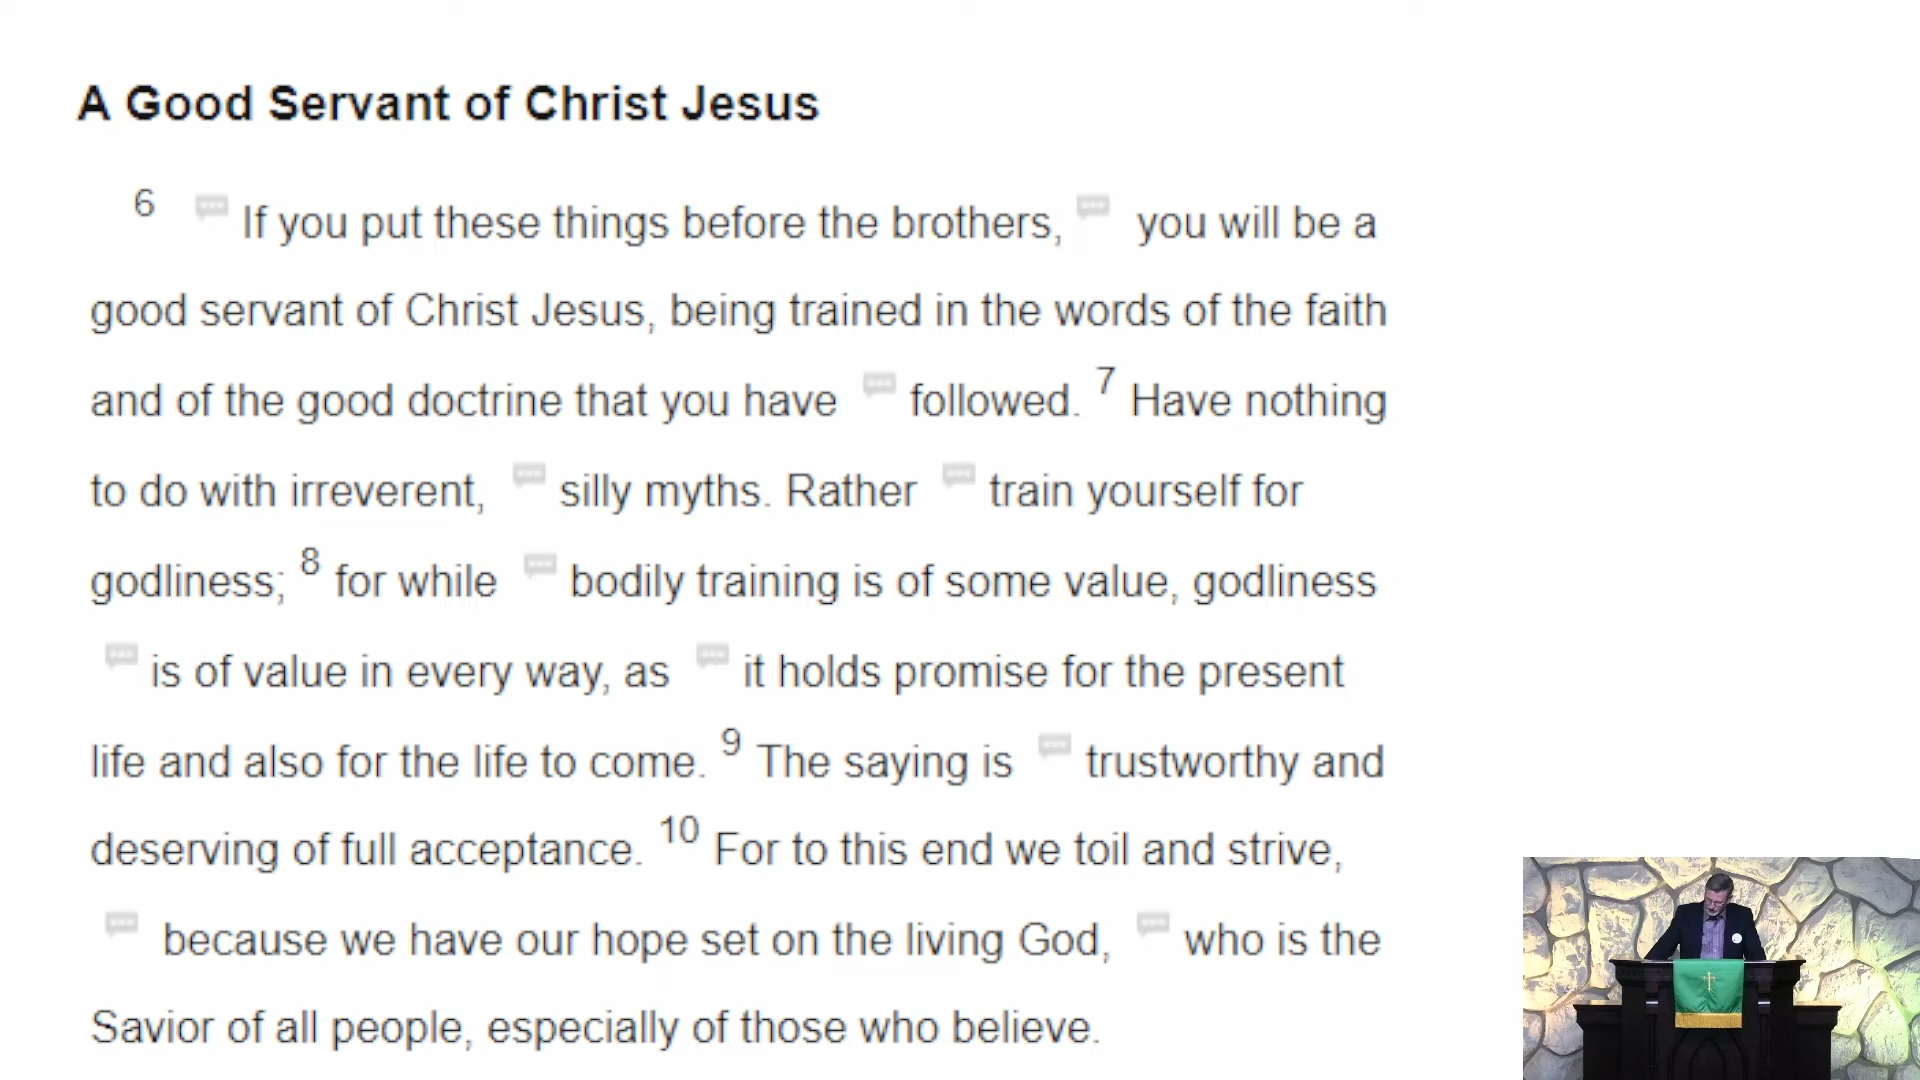 A Good Servant of Christ Jesus
6 If you put these things before the brothers, you will be a
good servant of Christ Jesus, being trained in the words of the faith
and of the good doctrine that you have followed. 7 Have nothing
to do with irreverent, silly myths. Rather train yourself for
godliness; 8 for while bodily training is of some value, godliness
is of value in every way, as it holds promise for the present
life and also for the life to come. 9 The saying is trustworthy and
deserving of full acceptance. 10 For to this end we toil and strive,
because we have our hope set on the living God, who is the
Savior of all people, especially of those who believe.